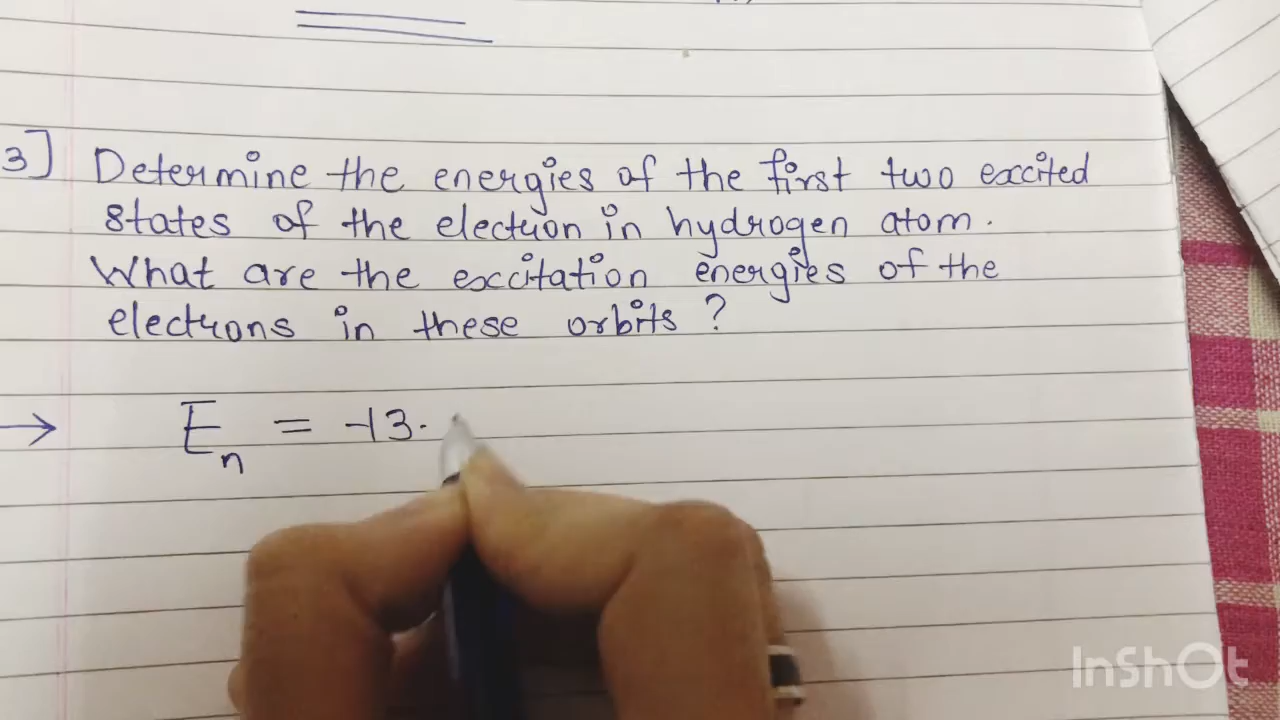 3] Determine the energies of the first two excited
states of the electron in hydrogen atom.
What are the excitation energies of the
electrons in these orbits ?
→ En = -13.
InShOt